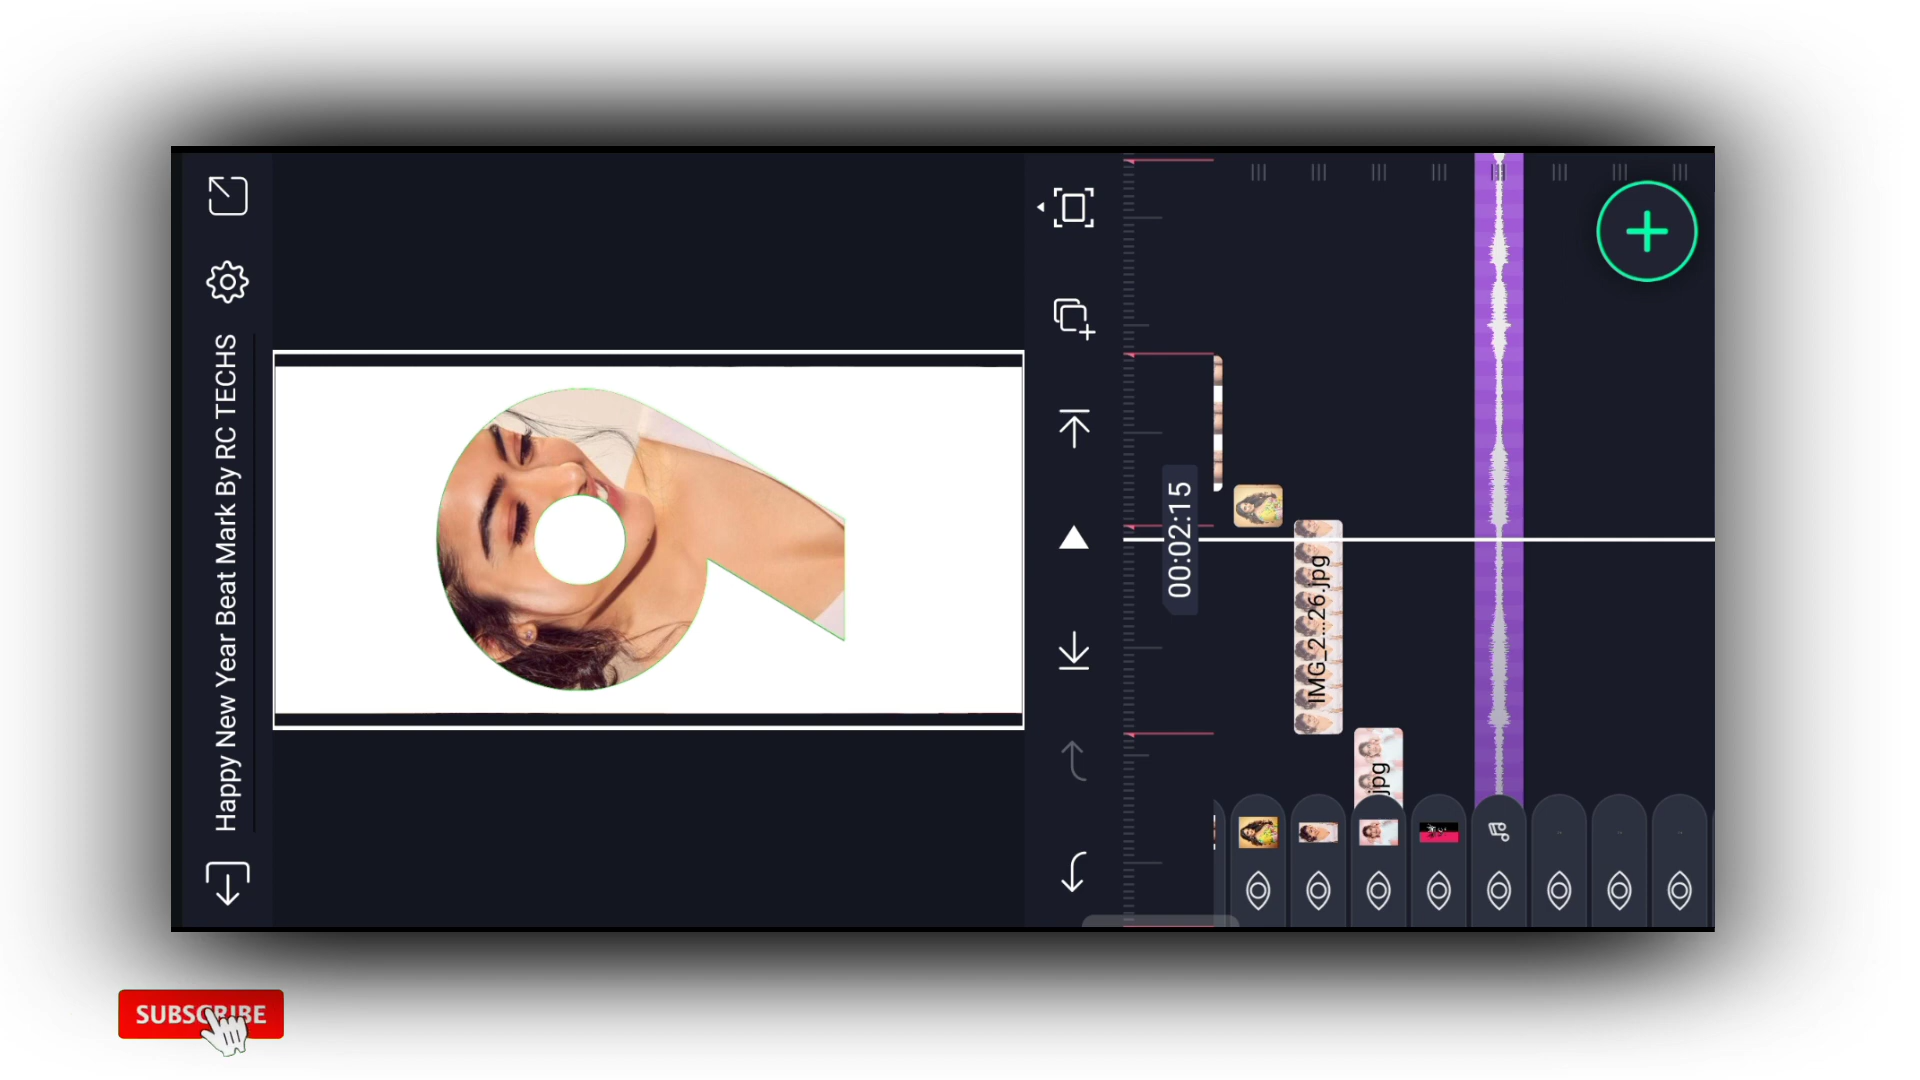 Happy New Year Beat Mark By RC TECHS
00:02:15
IMG_2...26.jpg
jpg
SUBSCRIBE